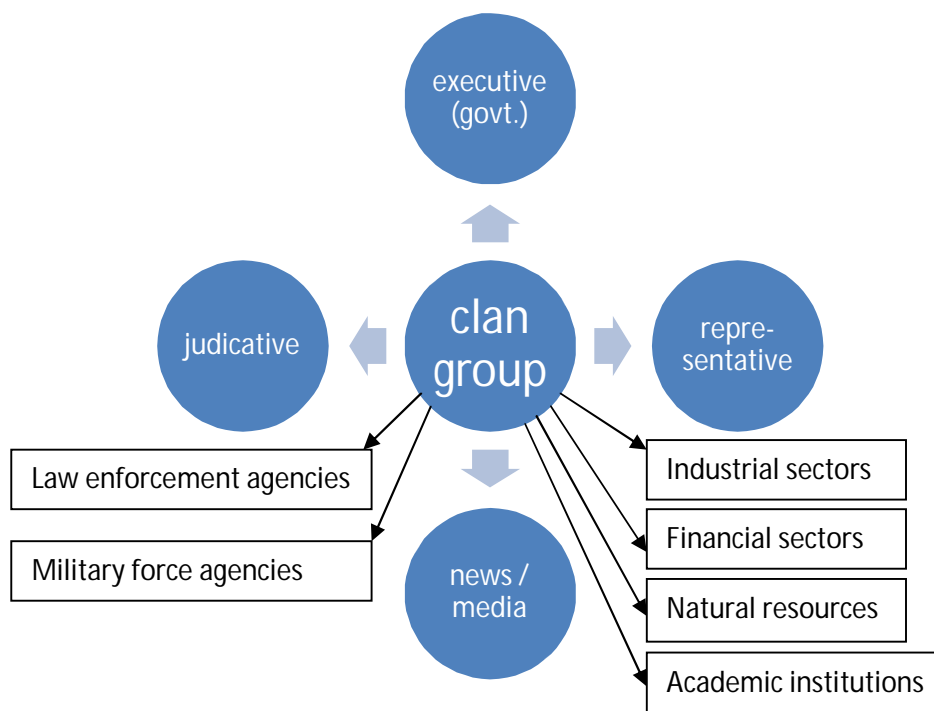 executive
(govt.)
judicative
clan
group
repre-
sentative
Law enforcement agencies
Military force agencies
news /
media
Industrial sectors
Financial sectors
Natural resources
Academic institutions